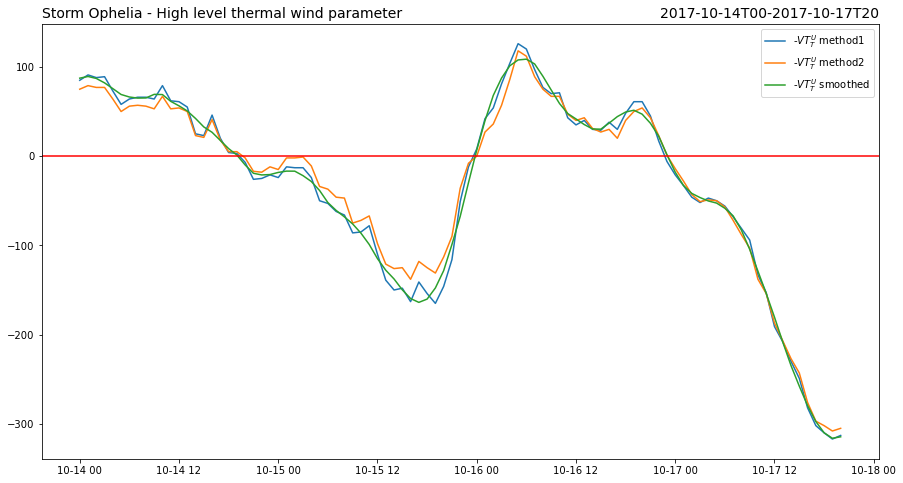 Storm Ophelia - High level thermal wind parameter
2017-10-14T00-2017-10-17T20
-VT_T^U method1
-VT_T^U method2
-VT_T^U smoothed
100
0
−100
−200
−300
10-14 00
10-14 12
10-15 00
10-15 12
10-16 00
10-16 12
10-17 00
10-17 12
10-18 00